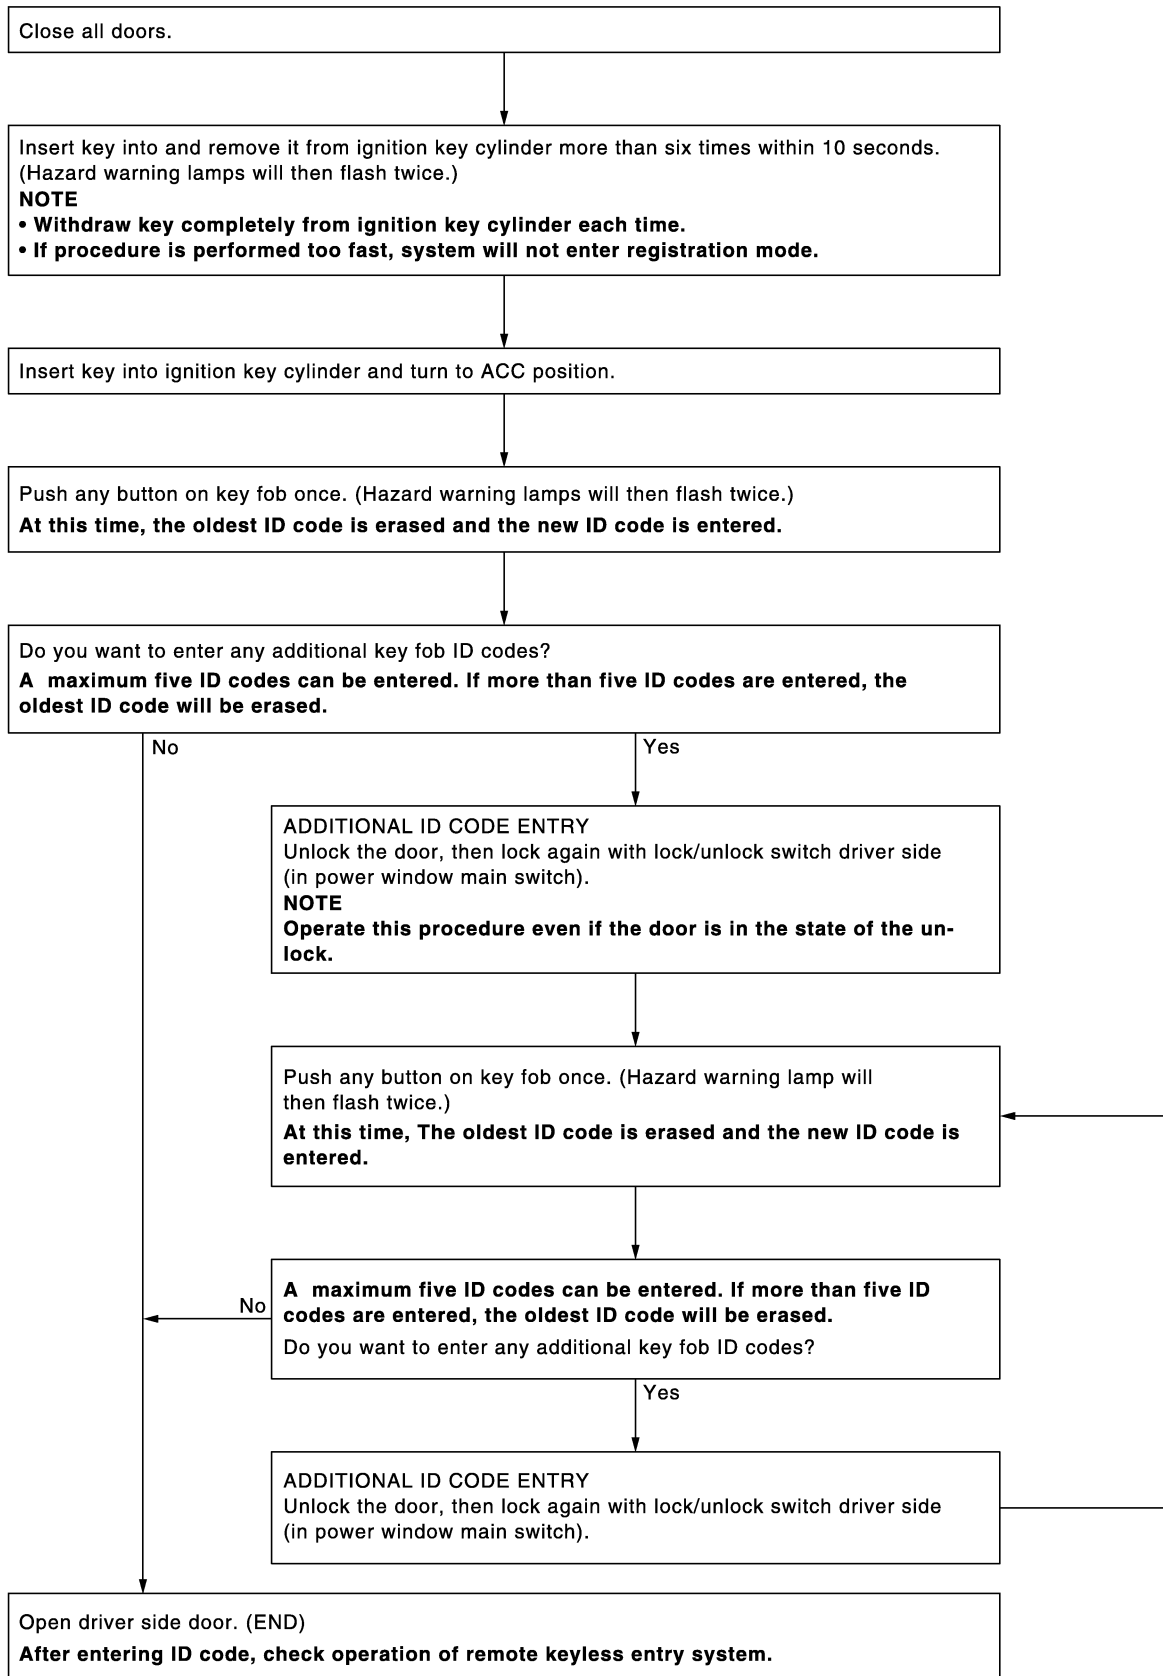 Close all doors.
Insert key into and remove it from ignition key cylinder more than six times within 10 seconds.
(Hazard warning lamps will then flash twice.)
NOTE
• Withdraw key completely from ignition key cylinder each time.
• If procedure is performed too fast, system will not enter registration mode.
Insert key into ignition key cylinder and turn to ACC position.
Push any button on key fob once. (Hazard warning lamps will then flash twice.)
At this time, the oldest ID code is erased and the new ID code is entered.
Do you want to enter any additional key fob ID codes?
A maximum five ID codes can be entered. If more than five ID codes are entered, the
oldest ID code will be erased.
No
Yes
ADDITIONAL ID CODE ENTRY
Unlock the door, then lock again with lock/unlock switch driver side
(in power window main switch).
NOTE
Operate this procedure even if the door is in the state of the un-
lock.
Push any button on key fob once. (Hazard warning lamp will
then flash twice.)
At this time, The oldest ID code is erased and the new ID code is
entered.
A maximum five ID codes can be entered. If more than five ID
codes are entered, the oldest ID code will be erased.
Do you want to enter any additional key fob ID codes?
No
Yes
ADDITIONAL ID CODE ENTRY
Unlock the door, then lock again with lock/unlock switch driver side
(in power window main switch).
Open driver side door. (END)
After entering ID code, check operation of remote keyless entry system.